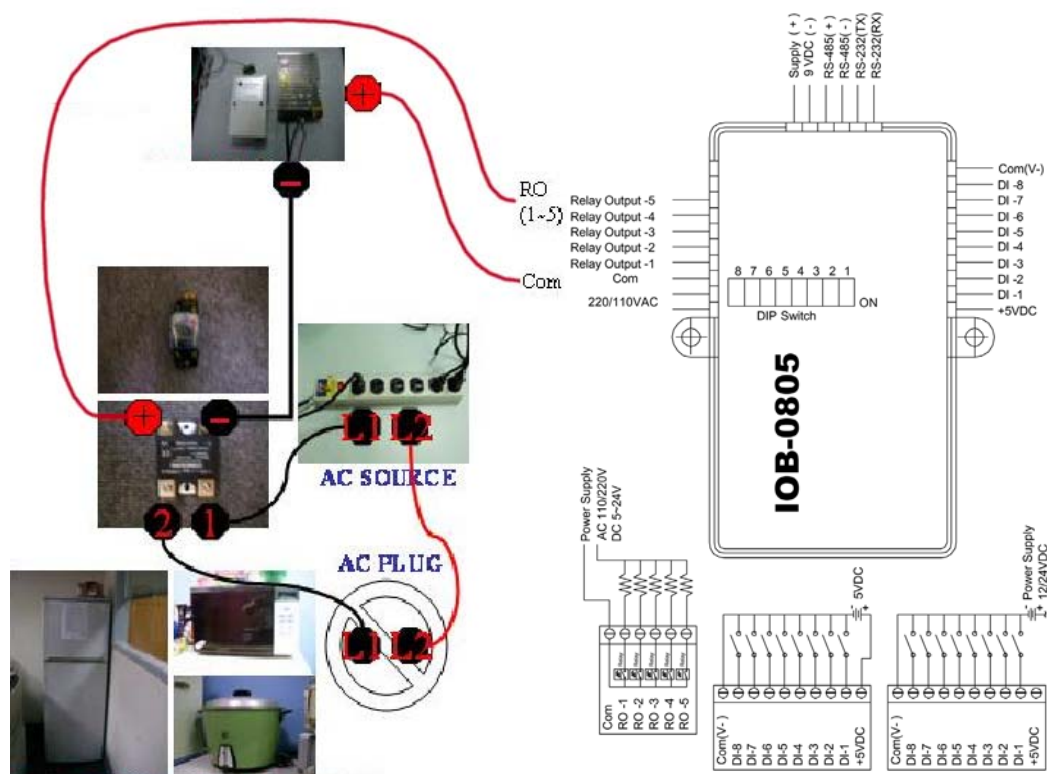 RO
(1~5)
Com
+
−
+
−
L1 L2
AC SOURCE
2 1
AC PLUG
L1 L2
Supply ( + )
9 VDC ( - )
RS-485( + )
RS-485( - )
RS-232(TX)
RS-232(RX)
Relay Output -5
Relay Output -4
Relay Output -3
Relay Output -2
Relay Output -1
Com
220/110VAC
Com(V-)
DI -8
DI -7
DI -6
DI -5
DI -4
DI -3
DI -2
DI -1
+5VDC
8 7 6 5 4 3 2 1
ON
DIP Switch
IOB-0805
Power Supply
AC 110/220V
DC 5~24V
Relay
Relay
Relay
Relay
Relay
Com
RO -1
RO -2
RO -3
RO -4
RO -5
- +
5VDC
Com(V-)
DI-8
DI-7
DI-6
DI-5
DI-4
DI-3
DI-2
DI-1
+5VDC
- +
Power Supply
12/24VDC
Com(V-)
DI-8
DI-7
DI-6
DI-5
DI-4
DI-3
DI-2
DI-1
+5VDC